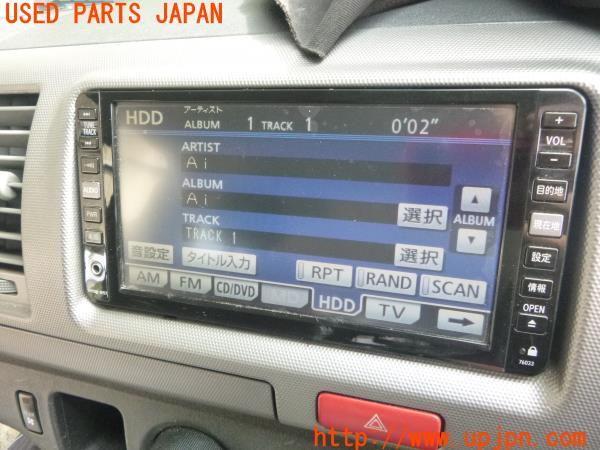 USED PARTS JAPAN
HDD
アーティスト
ALBUM 1 TRACK 1 0'02"
ARTIST
Ai
ALBUM
Ai
選択
TRACK
TRACK 1
選択
▲
ALBUM
▼
音設定
タイトル入力
RPT
RAND
SCAN
AM
FM
CD/DVD
MD
HDD
TV
TUNE
TRACK
AUDIO
PWR
+
VOL
−
目的地
現在地
設定
情報
OPEN
76033
http://www.upjpn.com